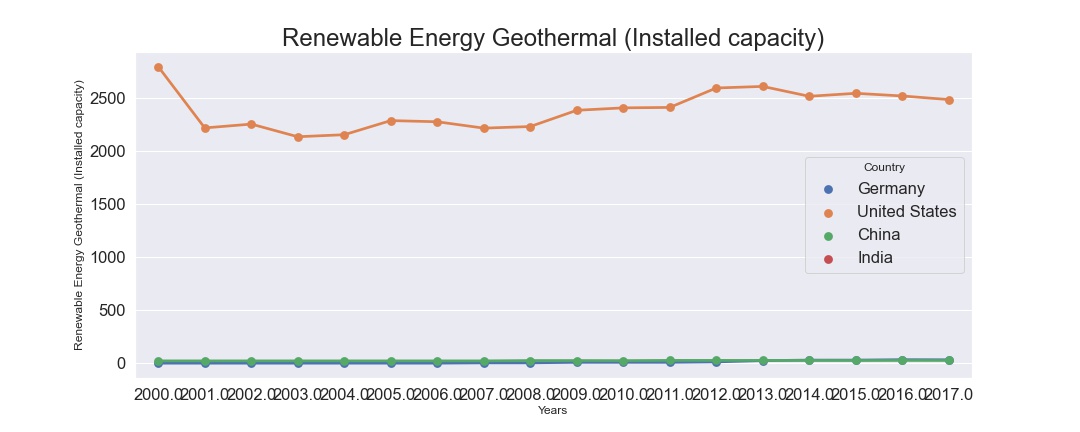 Renewable Energy Geothermal (Installed capacity)
Renewable Energy Geothermal (Installed capacity)
2500
2000
1500
1000
500
0
Country
Germany
United States
China
India
2000.0 2001.0 2002.0 2003.0 2004.0 2005.0 2006.0 2007.0 2008.0 2009.0 2010.0 2011.0 2012.0 2013.0 2014.0 2015.0 2016.0 2017.0
Years